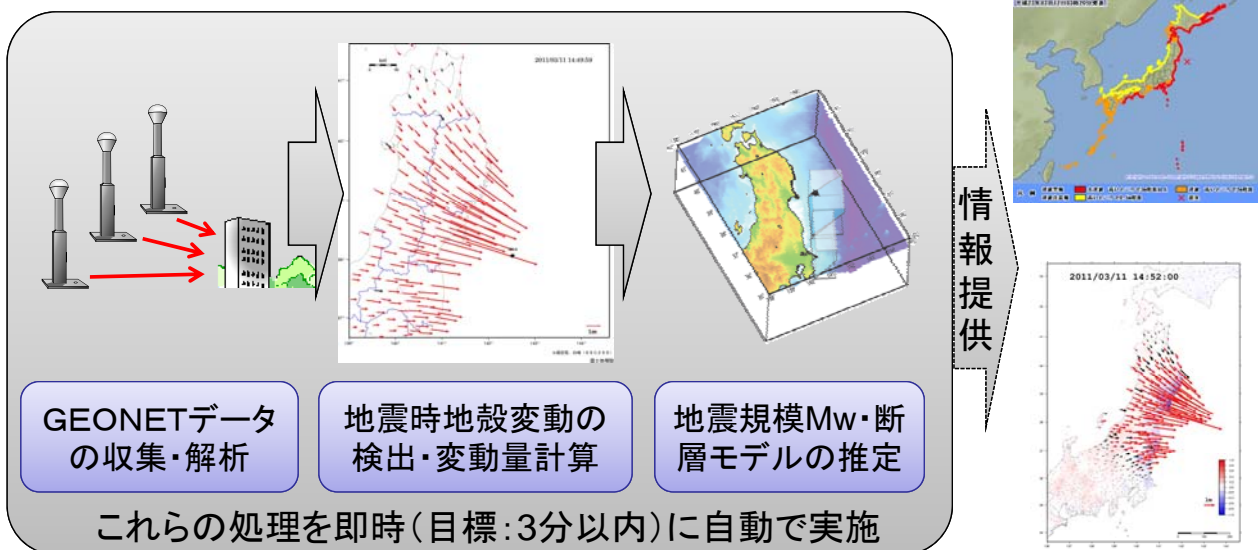 2011/03/11 14:49:59
GEONETデータ
の収集・解析
地震時地殻変動の
検出・変動量計算
地震規模Mw・断
層モデルの推定
これらの処理を即時(目標:3分以内)に自動で実施
情報提供
2011/03/11 14:52:00